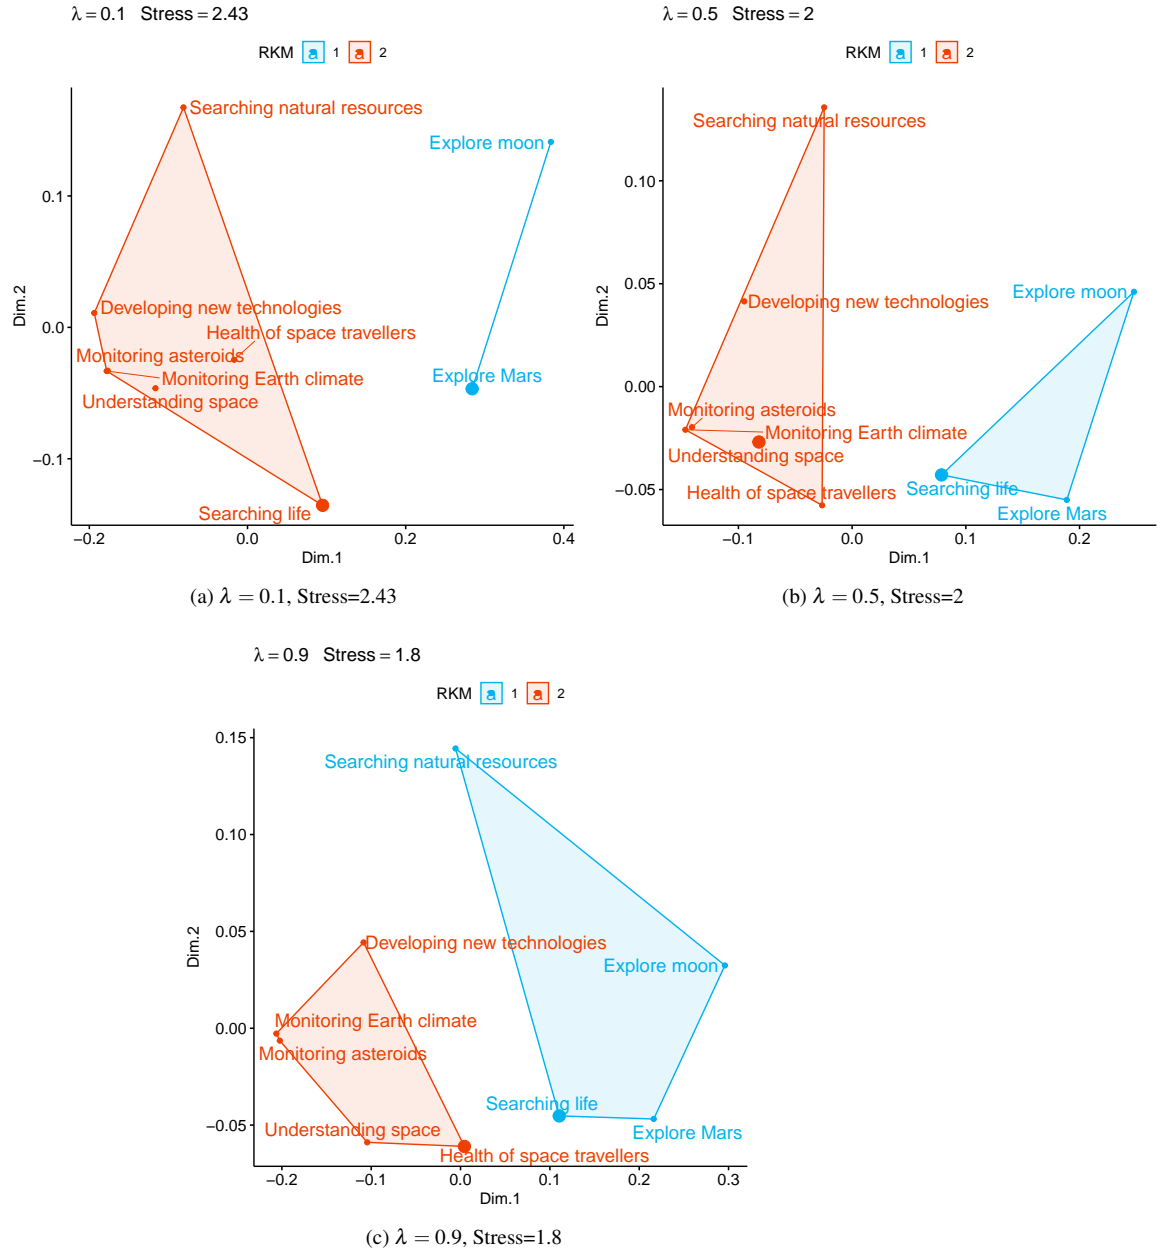 λ = 0.1 Stress = 2.43
RKM a 1 a 2
Searching natural resources
Explore moon
Developing new technologies
Health of space travellers
Monitoring asteroids
Monitoring Earth climate
Explore Mars
Understanding space
Searching life
0.1
0.0
−0.1
Dim.2
−0.2 0.0 0.2 0.4
Dim.1
(a) λ = 0.1, Stress=2.43
λ = 0.5 Stress = 2
RKM a 1 a 2
Searching natural resources
Explore moon
Developing new technologies
Monitoring asteroids
Monitoring Earth climate
Understanding space
Health of space travellers
Searching life
Explore Mars
0.10
0.05
0.00
−0.05
Dim.2
−0.1 0.0 0.1 0.2
Dim.1
(b) λ = 0.5, Stress=2
λ = 0.9 Stress = 1.8
RKM a 1 a 2
Searching natural resources
Developing new technologies
Explore moon
Monitoring Earth climate
Monitoring asteroids
Searching life
Understanding space
Explore Mars
Health of space travellers
0.15
0.10
0.05
0.00
−0.05
Dim.2
−0.2 −0.1 0.0 0.1 0.2 0.3
Dim.1
(c) λ = 0.9, Stress=1.8